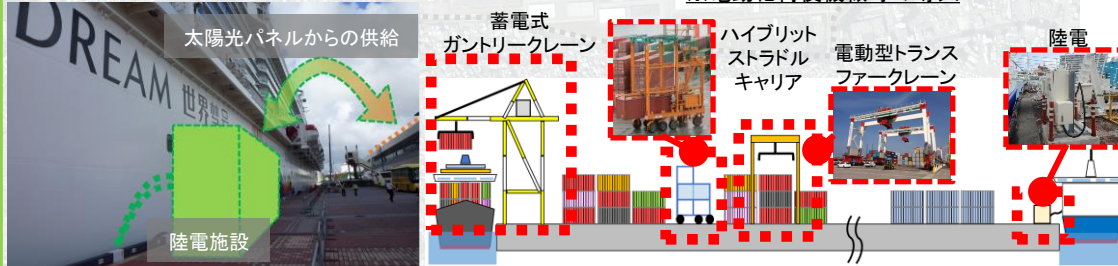 DREAM
世界夢号
太陽光パネルからの供給
陸電施設
蓄電式
ガントリークレーン
ハイブリット
ストラドル
キャリア
電動型トランス
ファークレーン
陸電